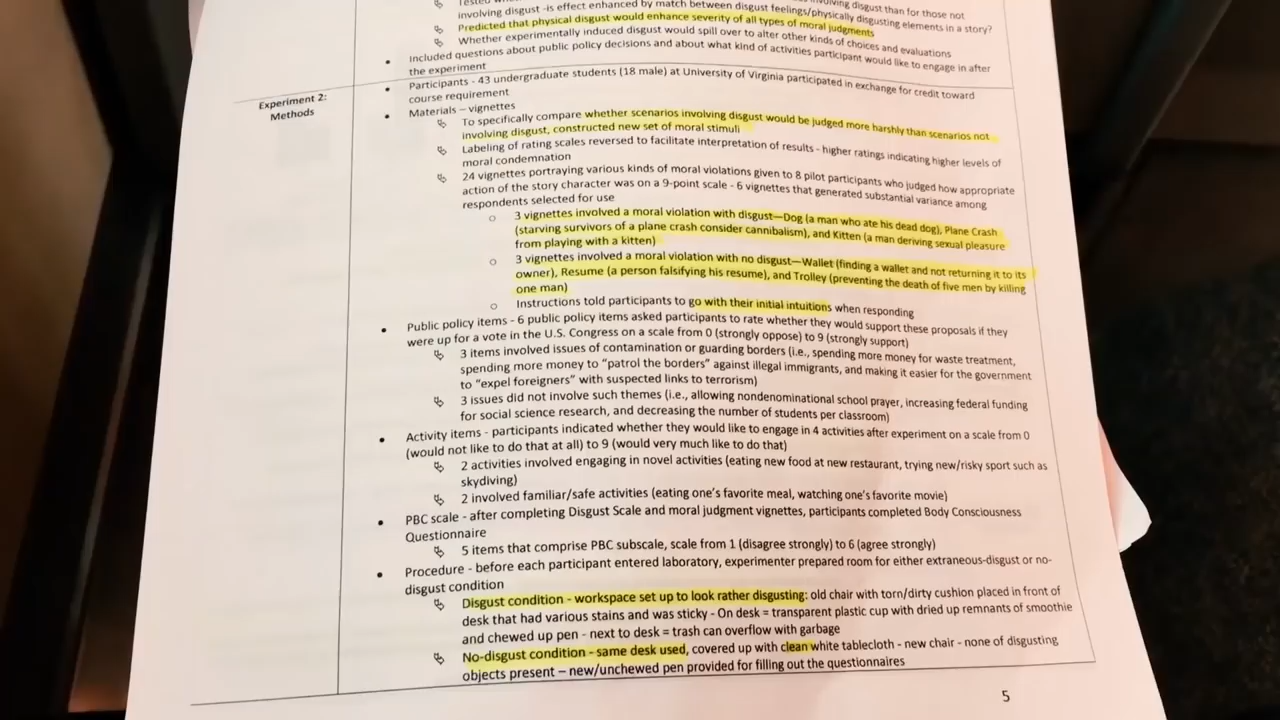 Tested
involving disgust than for those not
involving disgust -is effect enhanced by match between disgust feelings/physically disgusting elements in a story?
Predicted that physical disgust would enhance severity of all types of moral judgments
Whether experimentally induced disgust would spill over to alter other kinds of choices and evaluations
• Included questions about public policy decisions and about what kind of activities participant would like to engage in after
the experiment
Experiment 2:
Methods
• Participants - 43 undergraduate students (18 male) at University of Virginia participated in exchange for credit toward
course requirement
• Materials – vignettes
To specifically compare whether scenarios involving disgust would be judged more harshly than scenarios not
involving disgust, constructed new set of moral stimuli
Labeling of rating scales reversed to facilitate interpretation of results - higher ratings indicating higher levels of
moral condemnation
24 vignettes portraying various kinds of moral violations given to 8 pilot participants who judged how appropriate
action of the story character was on a 9-point scale - 6 vignettes that generated substantial variance among
respondents selected for use
o 3 vignettes involved a moral violation with disgust—Dog (a man who ate his dead dog), Plane Crash
(starving survivors of a plane crash consider cannibalism), and Kitten (a man deriving sexual pleasure
from playing with a kitten)
o 3 vignettes involved a moral violation with no disgust—Wallet (finding a wallet and not returning it to its
owner), Resume (a person falsifying his resume), and Trolley (preventing the death of five men by killing
one man)
o Instructions told participants to go with their initial intuitions when responding
• Public policy items - 6 public policy items asked participants to rate whether they would support these proposals if they
were up for a vote in the U.S. Congress on a scale from 0 (strongly oppose) to 9 (strongly support)
3 items involved issues of contamination or guarding borders (i.e., spending more money for waste treatment,
spending more money to “patrol the borders” against illegal immigrants, and making it easier for the government
to “expel foreigners” with suspected links to terrorism)
3 issues did not involve such themes (i.e., allowing nondenominational school prayer, increasing federal funding
for social science research, and decreasing the number of students per classroom)
• Activity items - participants indicated whether they would like to engage in 4 activities after experiment on a scale from 0
(would not like to do that at all) to 9 (would very much like to do that)
2 activities involved engaging in novel activities (eating new food at new restaurant, trying new/risky sport such as
skydiving)
2 involved familiar/safe activities (eating one’s favorite meal, watching one’s favorite movie)
• PBC scale - after completing Disgust Scale and moral judgment vignettes, participants completed Body Consciousness
Questionnaire
5 items that comprise PBC subscale, scale from 1 (disagree strongly) to 6 (agree strongly)
• Procedure - before each participant entered laboratory, experimenter prepared room for either extraneous-disgust or no-
disgust condition
Disgust condition - workspace set up to look rather disgusting: old chair with torn/dirty cushion placed in front of
desk that had various stains and was sticky - On desk = transparent plastic cup with dried up remnants of smoothie
and chewed up pen - next to desk = trash can overflow with garbage
No-disgust condition - same desk used, covered up with clean white tablecloth - new chair - none of disgusting
objects present – new/unchewed pen provided for filling out the questionnaires
5